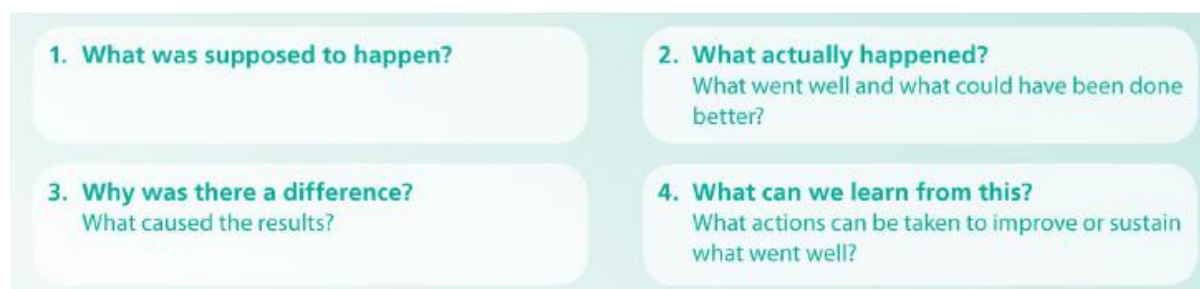 1. What was supposed to happen?
2. What actually happened?
What went well and what could have been done
better?
3. Why was there a difference?
What caused the results?
4. What can we learn from this?
What actions can be taken to improve or sustain
what went well?